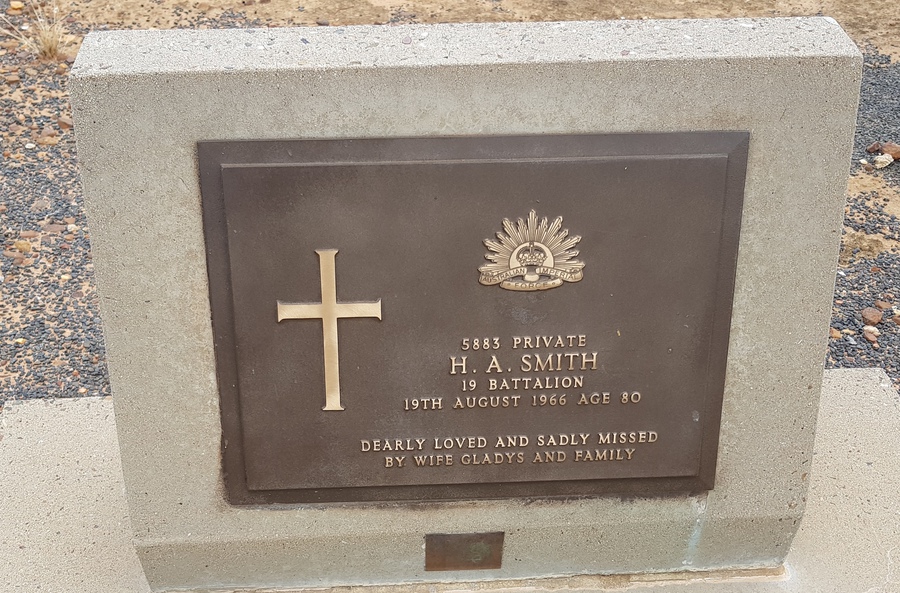 AUSTRALIAN IMPERIAL
FORCE
5883 PRIVATE
H. A. SMITH
19 BATTALION
19TH AUGUST 1966 AGE 80
DEARLY LOVED AND SADLY MISSED
BY WIFE GLADYS AND FAMILY